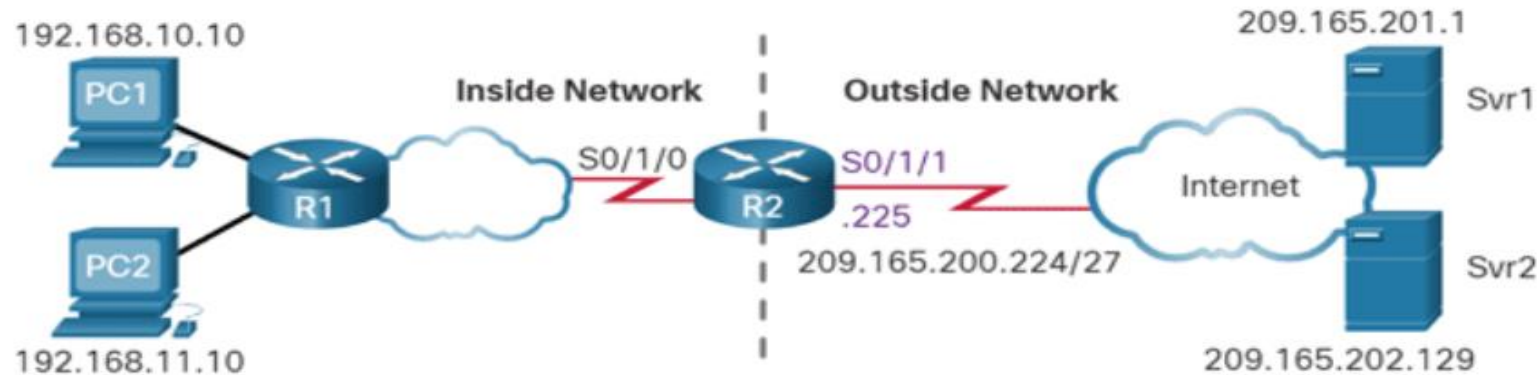 192.168.10.10
PC1
Inside Network
Outside Network
209.165.201.1
Svr1
S0/1/0
S0/1/1
R1
R2
.225
Internet
PC2
209.165.200.224/27
Svr2
192.168.11.10
209.165.202.129